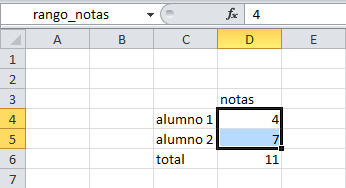 rango_notas fx 4
A B C D E
1
2
3 notas
4 alumno 1 4
5 alumno 2 7
6 total 11
7